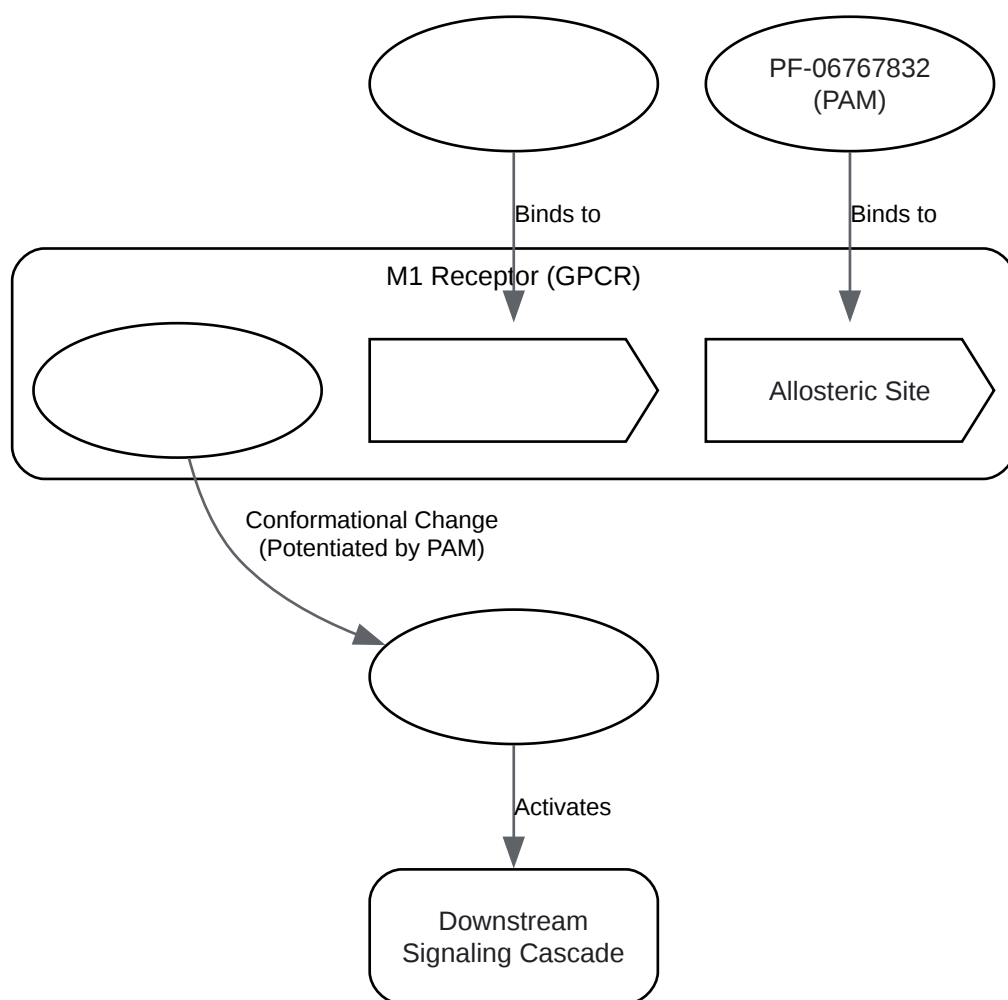 PF-06767832
(PAM)
Binds to
Binds to
M1 Receptor (GPCR)
Allosteric Site
Conformational Change
(Potentiated by PAM)
Activates
Downstream
Signaling Cascade